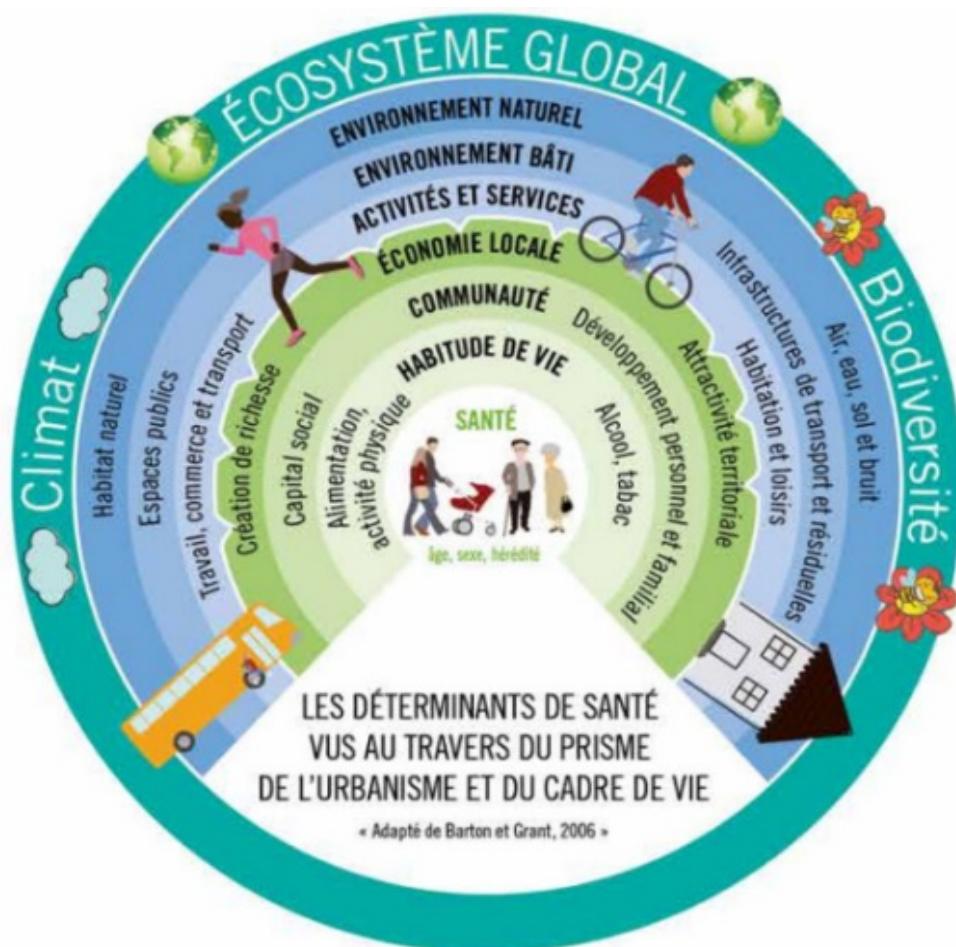 ÉCOSYSTÈME GLOBAL
Climat
Biodiversité
ENVIRONNEMENT NATUREL
Habitat naturel
Air, eau, sol et bruit
ENVIRONNEMENT BÂTI
Espaces publics
Infrastructures de transport et résiduelles
ACTIVITÉS ET SERVICES
Travail, commerce et transport
Habitation et loisirs
ÉCONOMIE LOCALE
Création de richesse
Attractivité territoriale
COMMUNAUTÉ
Capital social
Développement personnel et familial
HABITUDE DE VIE
Alimentation,
activité physique
Alcool, tabac
SANTÉ
âge, sexe, hérédité
LES DÉTERMINANTS DE SANTÉ
VUS AU TRAVERS DU PRISME
DE L'URBANISME ET DU CADRE DE VIE
« Adapté de Barton et Grant, 2006 »